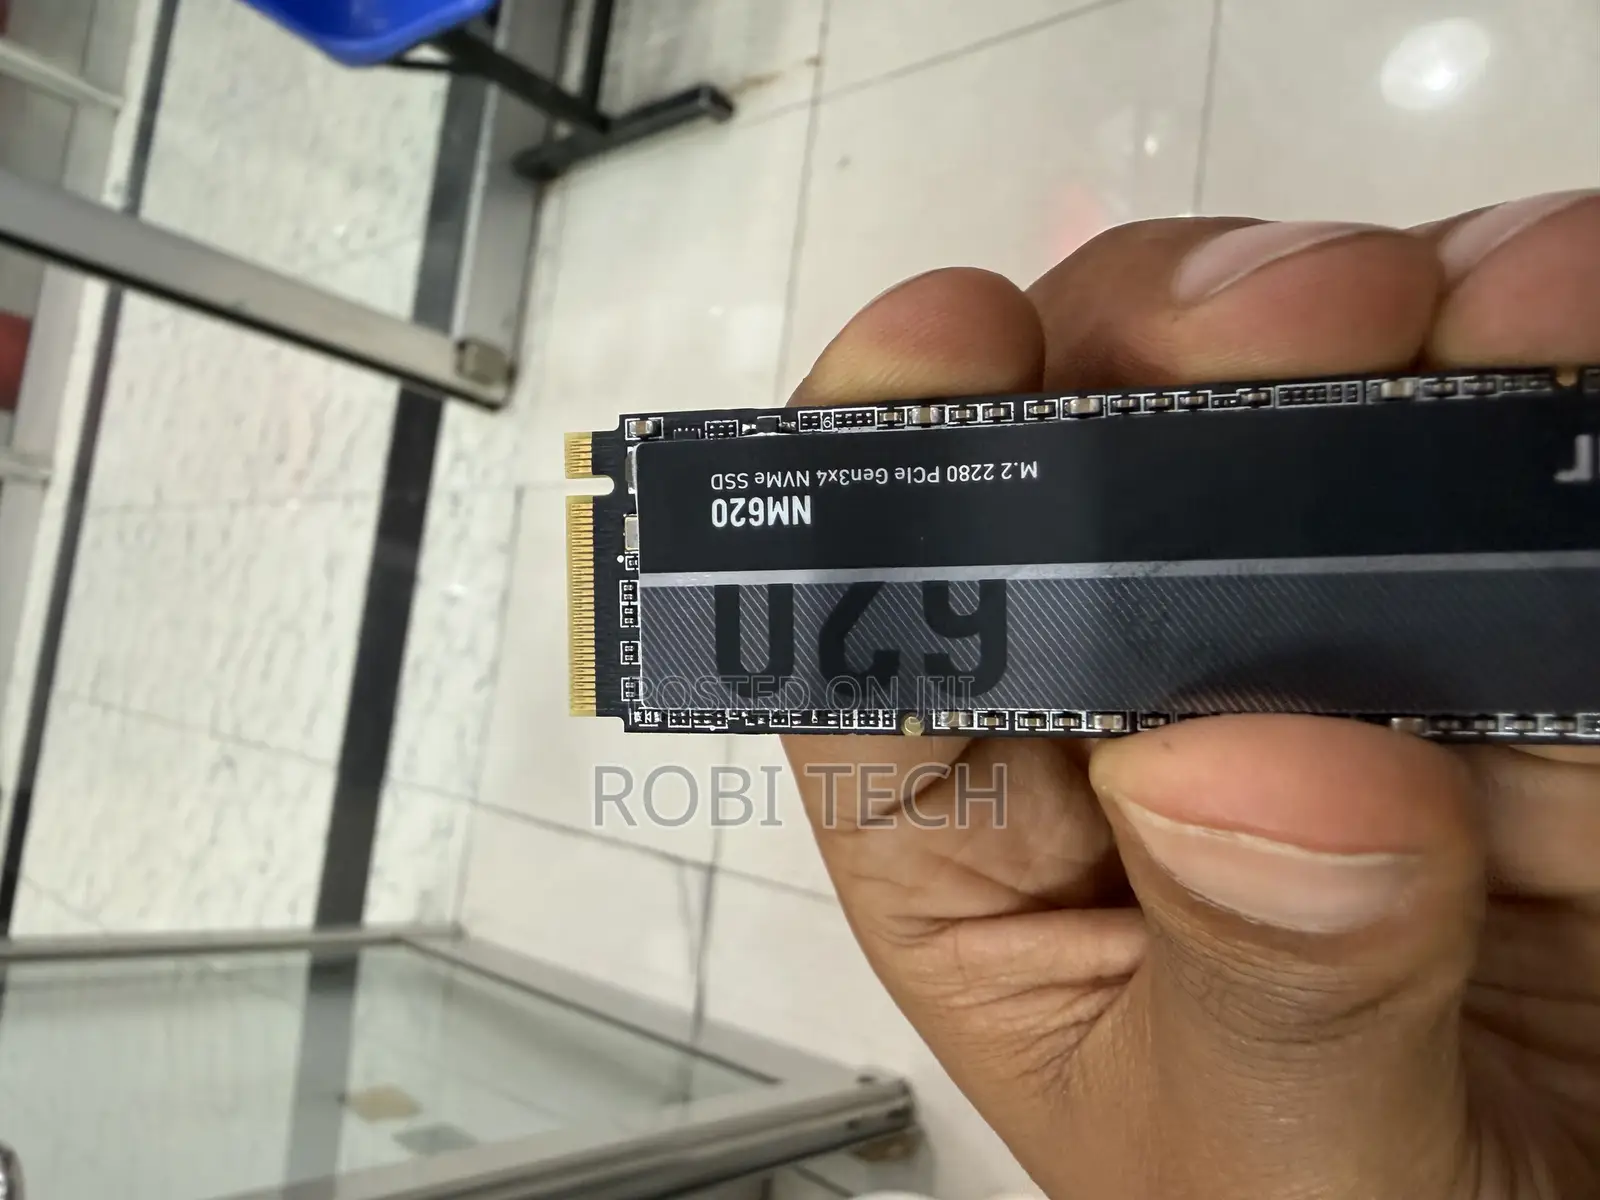 NM620
M.2 2280 PCIe Gen3x4 NVMe SSD
620
POSTED ON JIJI
ROBI TECH